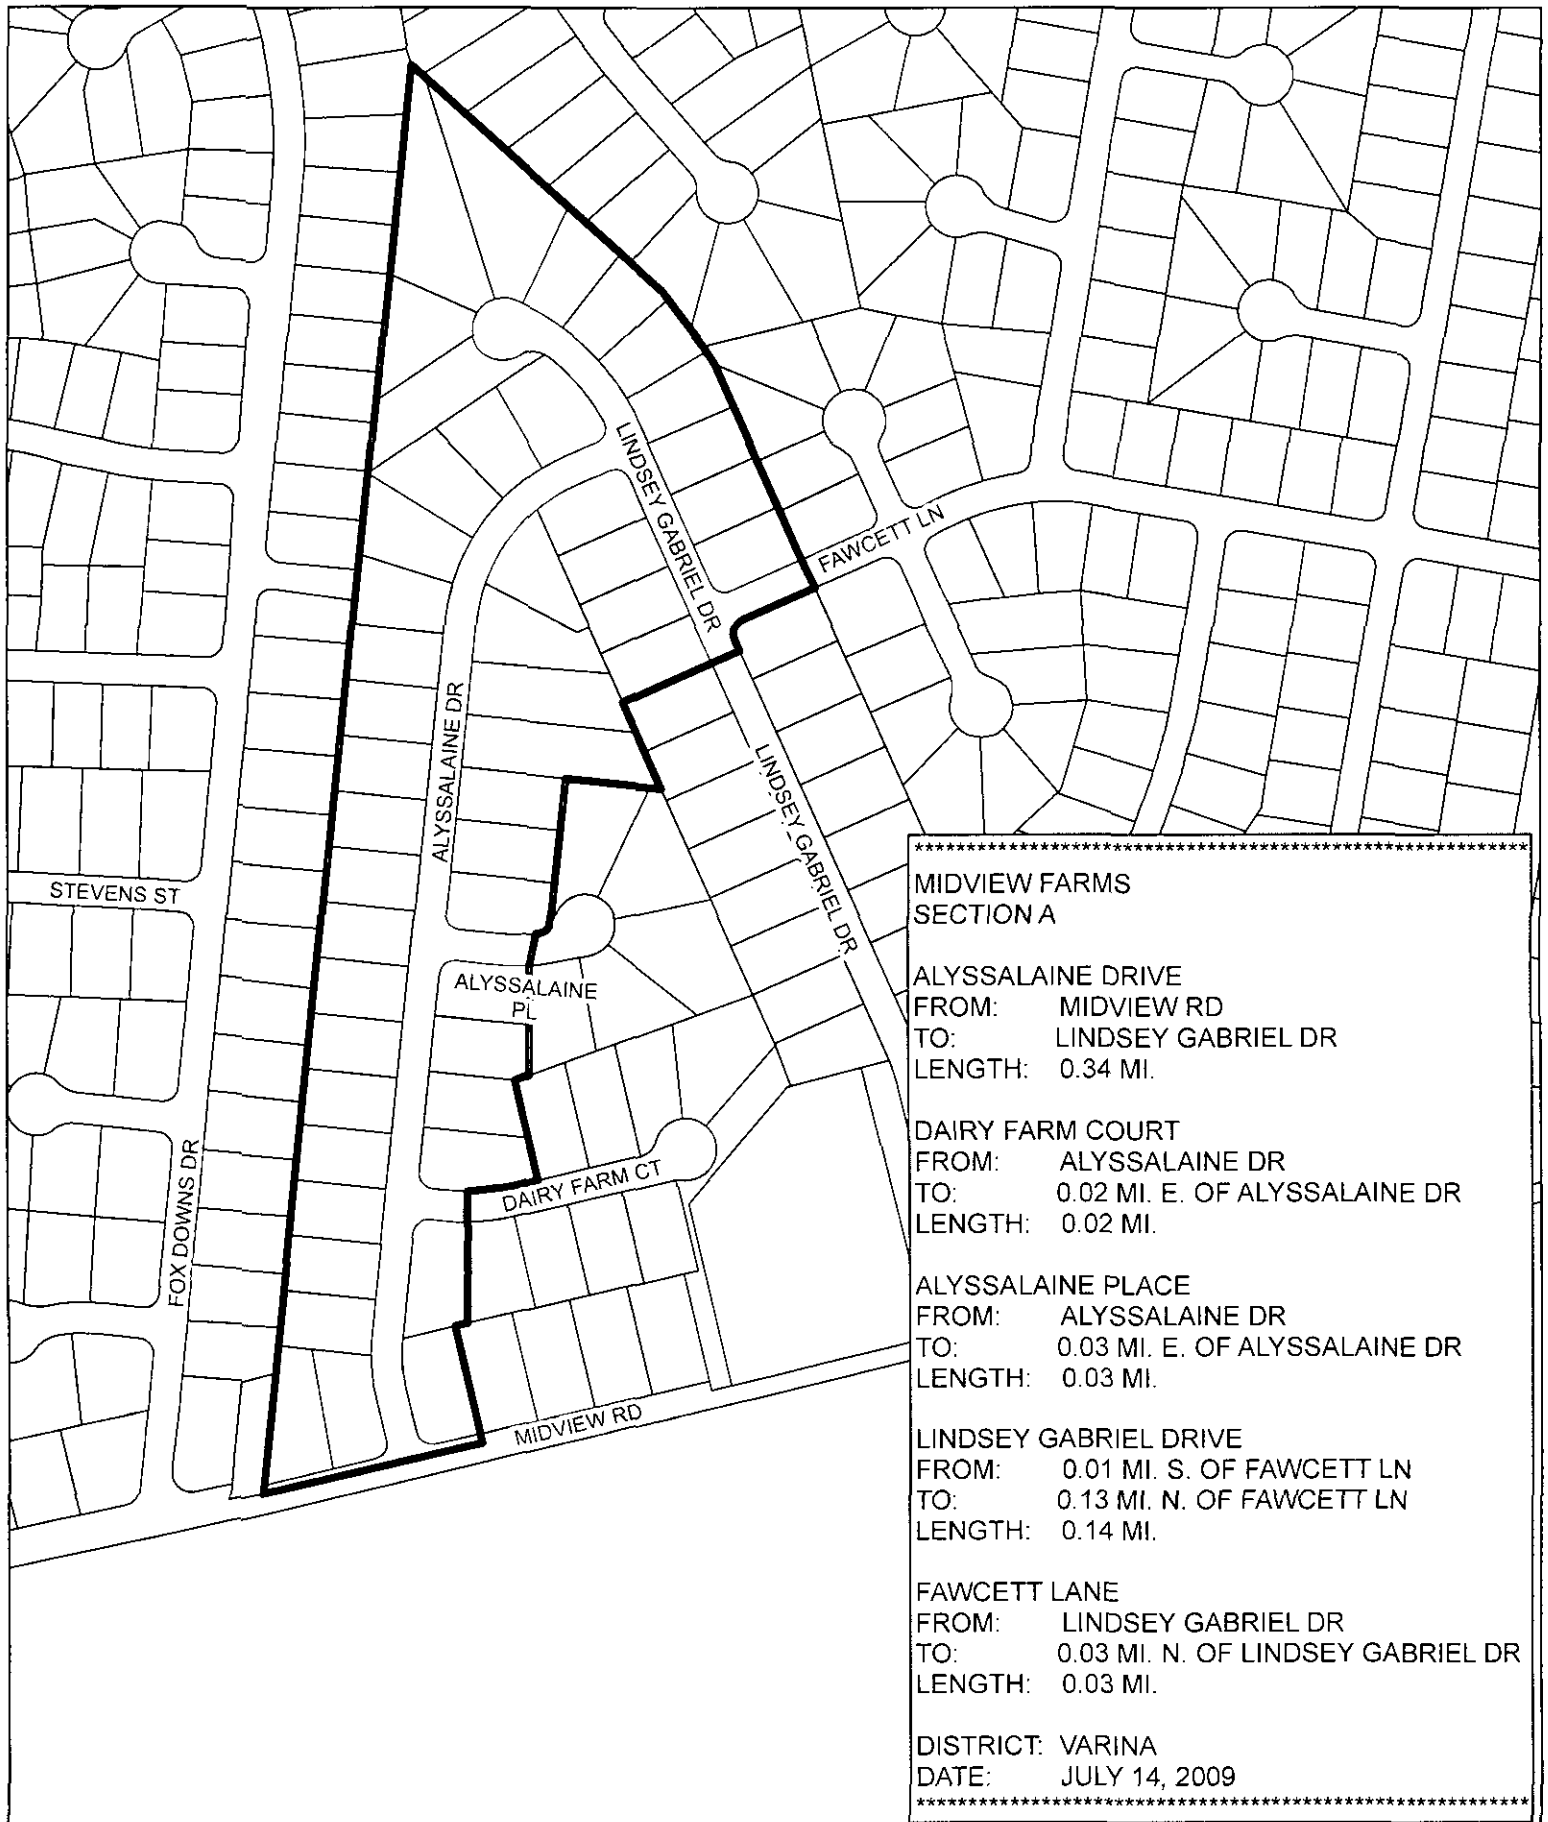 LINDSEY GABRIEL DR
FAWCETT LN
ALYSSALAINE DR
LINDSEY GABRIEL DR
STEVENS ST
ALYSSALAINE
PL
DAIRY FARM CT
FOX DOWNS DR
MIDVIEW RD
MIDVIEW FARMS
SECTION A
ALYSSALAINE DRIVE
FROM: MIDVIEW RD
TO: LINDSEY GABRIEL DR
LENGTH: 0.34 MI.
DAIRY FARM COURT
FROM: ALYSSALAINE DR
TO: 0.02 MI. E. OF ALYSSALAINE DR
LENGTH: 0.02 MI.
ALYSSALAINE PLACE
FROM: ALYSSALAINE DR
TO: 0.03 MI. E. OF ALYSSALAINE DR
LENGTH: 0.03 MI.
LINDSEY GABRIEL DRIVE
FROM: 0.01 MI. S. OF FAWCETT LN
TO: 0.13 MI. N. OF FAWCETT LN
LENGTH: 0.14 MI.
FAWCETT LANE
FROM: LINDSEY GABRIEL DR
TO: 0.03 MI. N. OF LINDSEY GABRIEL DR
LENGTH: 0.03 MI.
DISTRICT: VARINA
DATE: JULY 14, 2009